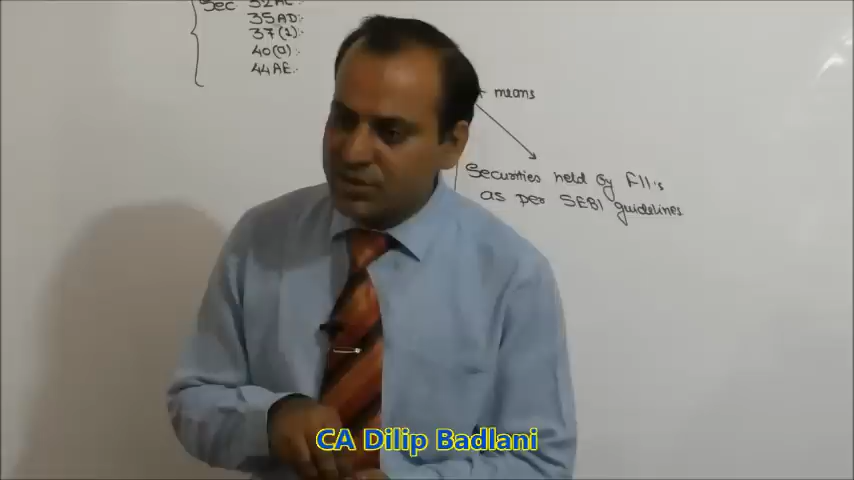 Sec 32AC:-
35AD:-
37(1):-
40(a):-
44AE:-
means
Securities held by FII's
as per SEBI guidelines
CA Dilip Badlani